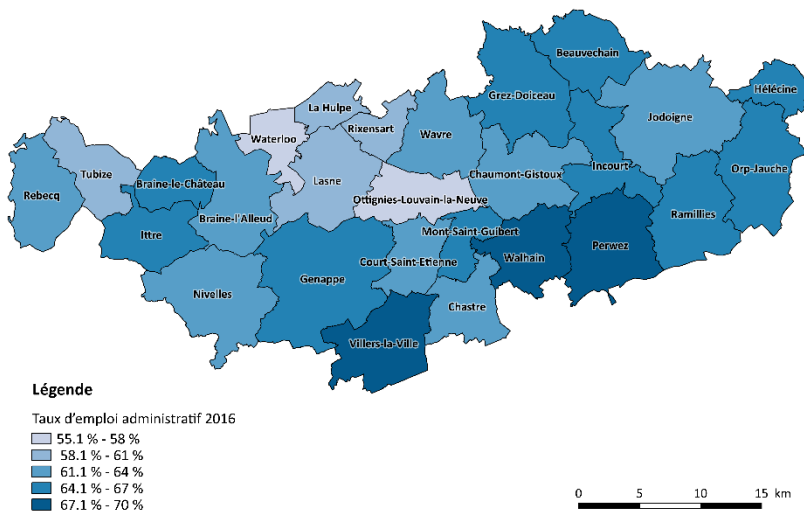 Beauvechain
Hélécine
Grez-Doiceau
La Hulpe
Jodoigne
Rixensart
Wavre
Waterloo
Incourt
Orp-Jauche
Tubize
Chaumont-Gistoux
Braine-le-Château
Lasne
Rebecq
Ottignies-Louvain-la-Neuve
Ramillies
Braine-l'Alleud
Mont-Saint-Guibert
Ittre
Perwez
Walhain
Court-Saint-Etienne
Genappe
Nivelles
Chastre
Villers-la-Ville
Légende
Taux d'emploi administratif 2016
55.1 % - 58 %
58.1 % - 61 %
61.1 % - 64 %
64.1 % - 67 %
67.1 % - 70 %
0 5 10 15 km